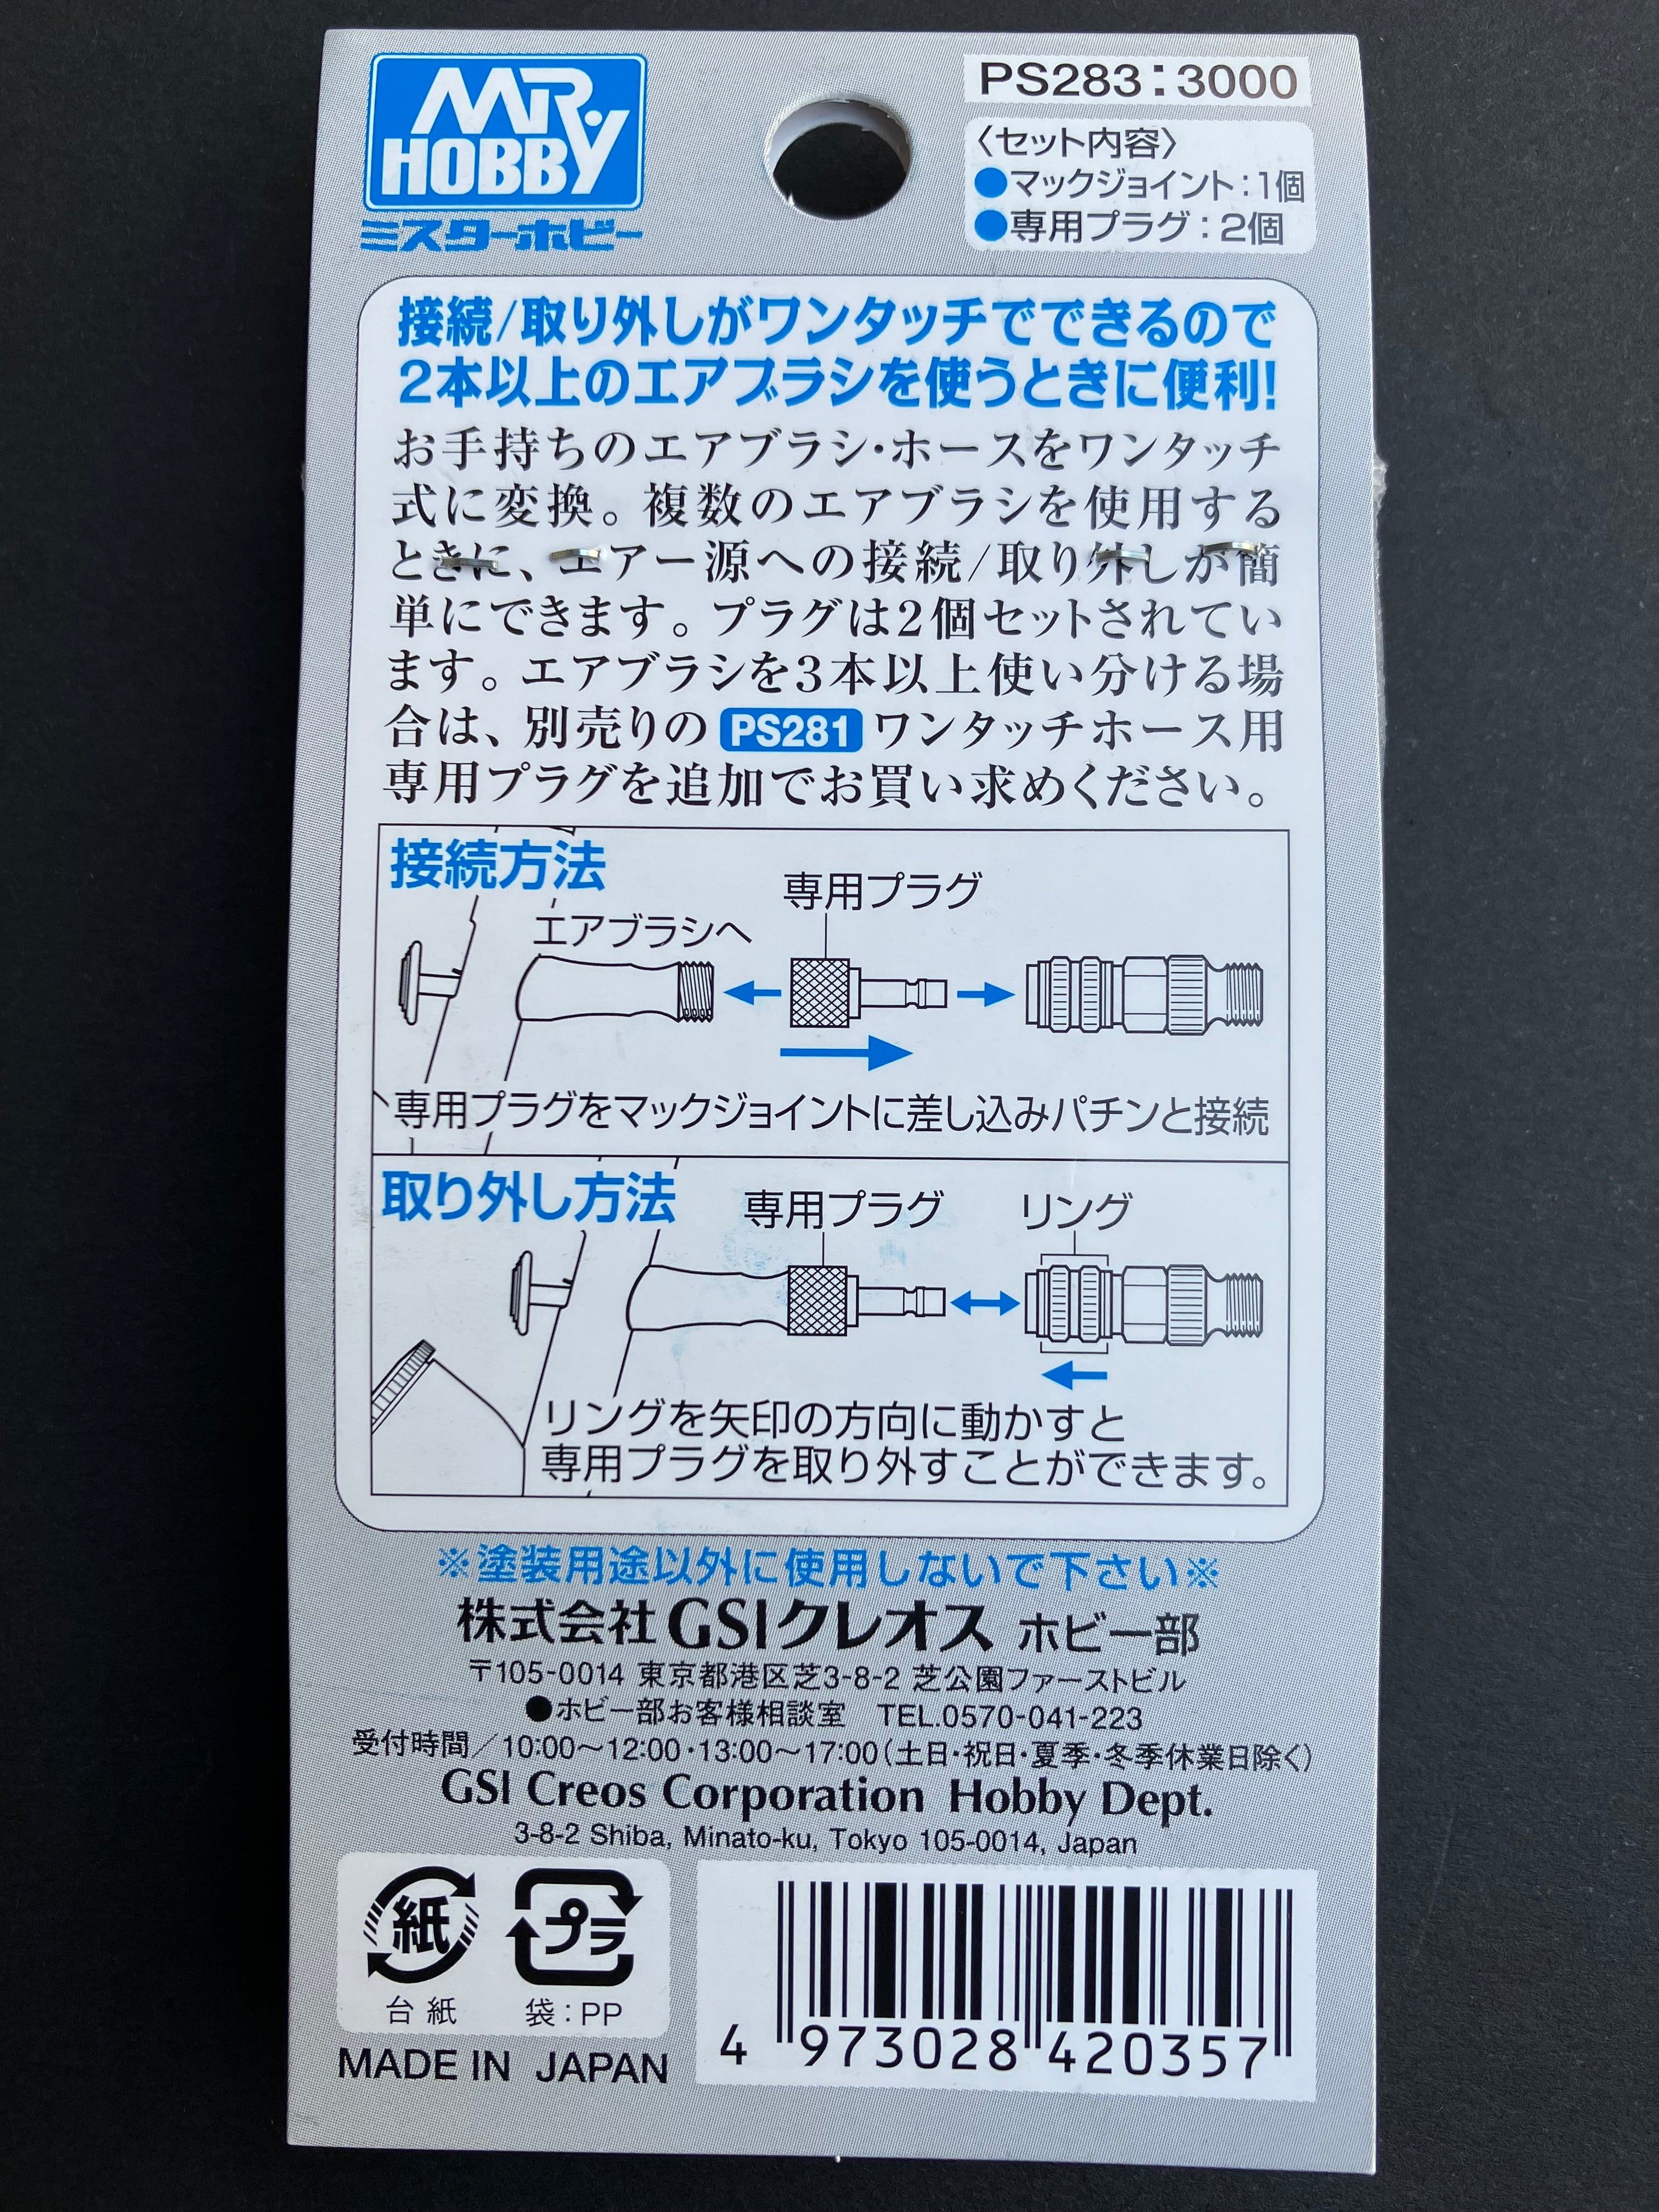 MR HOBBY
ミスターホビー
PS283:3000
〈セット内容〉
●マックジョイント:1個
●専用プラグ:2個
接続/取り外しがワンタッチでできるので
2本以上のエアブラシを使うときに便利!
お手持ちのエアブラシ・ホースをワンタッチ
式に変換。複数のエアブラシを使用する
ときに、エアー源への接続/取り外しが簡
単にできます。プラグは2個セットされてい
ます。エアブラシを3本以上使い分ける場
合は、別売りの PS281 ワンタッチホース用
専用プラグを追加でお買い求めください。
接続方法
専用プラグ
エアブラシへ
専用プラグをマックジョイントに差し込みパチンと接続
取り外し方法
専用プラグ
リング
リングを矢印の方向に動かすと
専用プラグを取り外すことができます。
※塗装用途以外に使用しないで下さい※
株式会社GSIクレオス ホビー部
〒105-0014 東京都港区芝3-8-2 芝公園ファーストビル
●ホビー部お客様相談室 TEL.0570-041-223
受付時間/10:00〜12:00・13:00〜17:00(土日・祝日・夏季・冬季休業日除く)
GSI Creos Corporation Hobby Dept.
3-8-2 Shiba, Minato-ku, Tokyo 105-0014, Japan
紙
プラ
台紙
袋:PP
MADE IN JAPAN
4 973028 420357